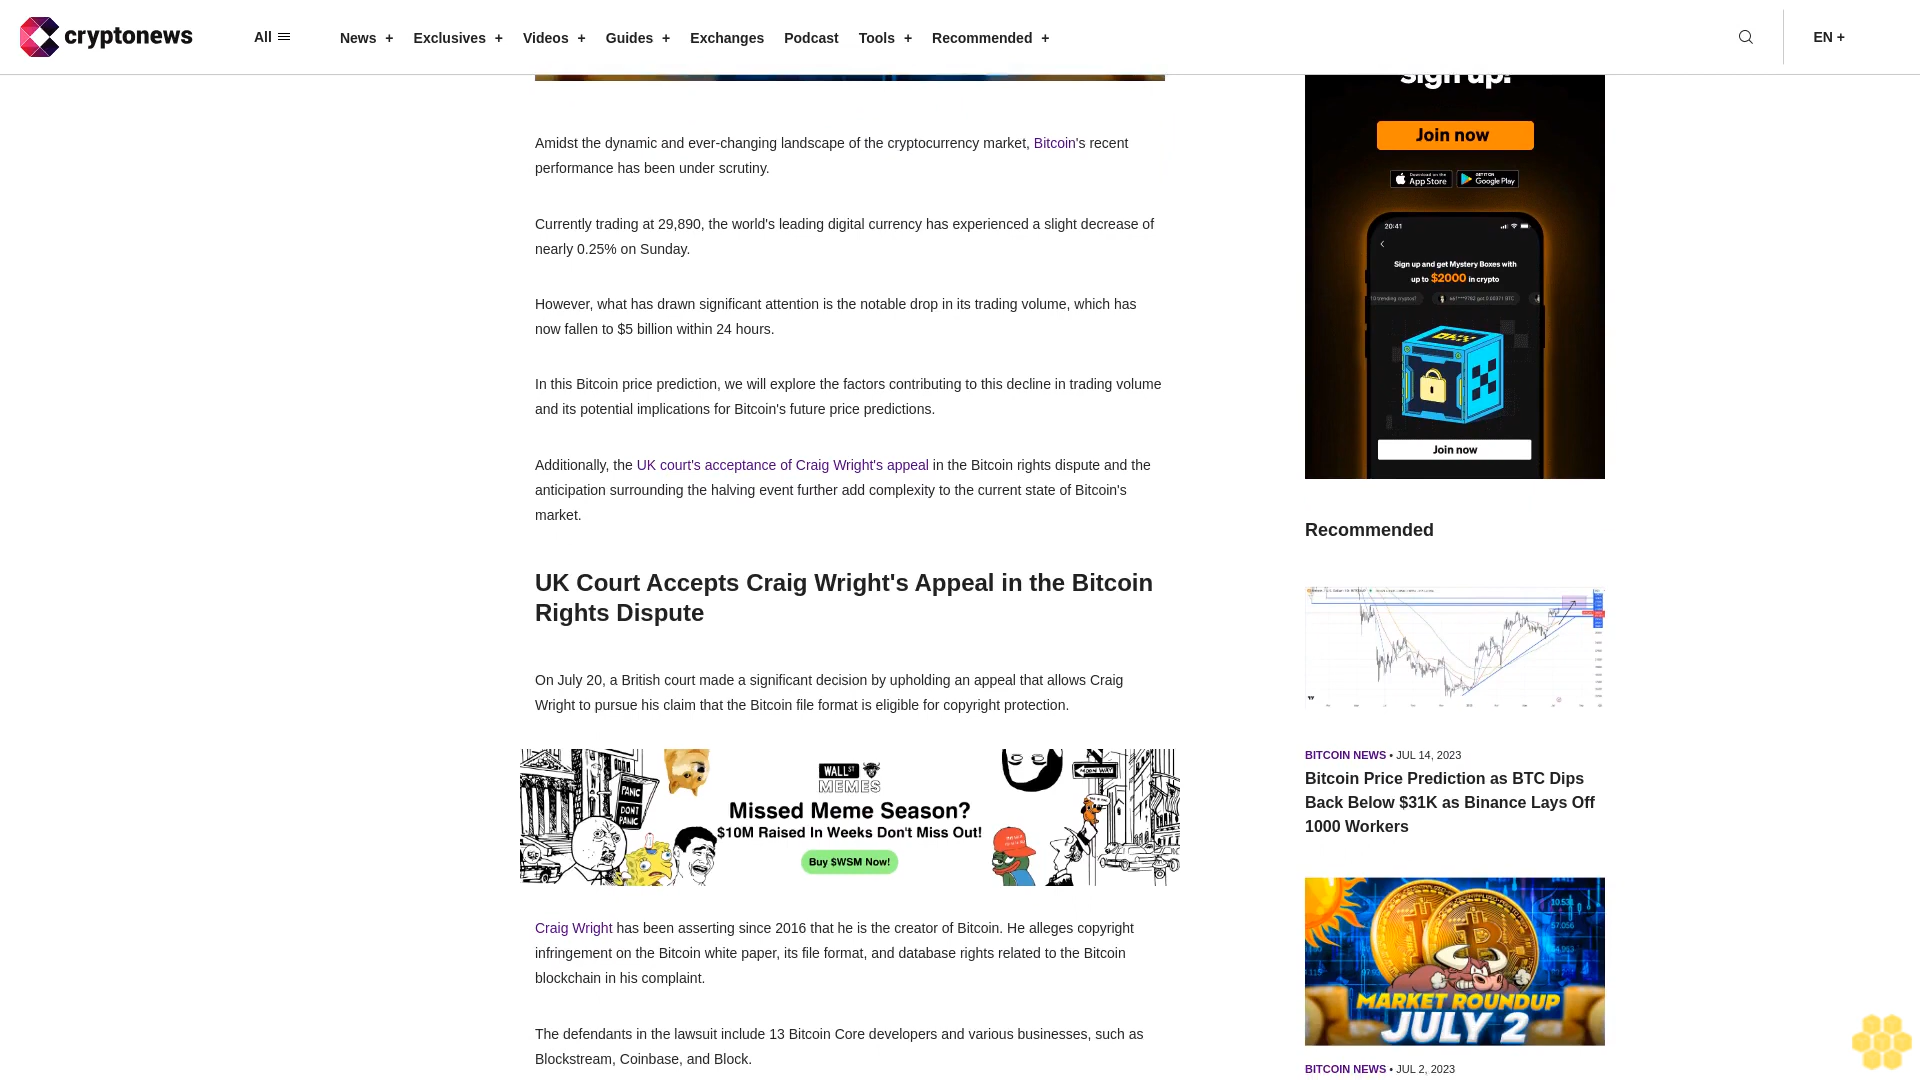 cryptonews
All
News +
Exclusives +
Videos +
Guides +
Exchanges
Podcast
Tools +
Recommended +
EN +
Amidst the dynamic and ever-changing landscape of the cryptocurrency market, Bitcoin's recent
performance has been under scrutiny.
Currently trading at 29,890, the world's leading digital currency has experienced a slight decrease of
nearly 0.25% on Sunday.
However, what has drawn significant attention is the notable drop in its trading volume, which has
now fallen to $5 billion within 24 hours.
In this Bitcoin price prediction, we will explore the factors contributing to this decline in trading volume
and its potential implications for Bitcoin's future price predictions.
Additionally, the UK court's acceptance of Craig Wright's appeal in the Bitcoin rights dispute and the
anticipation surrounding the halving event further add complexity to the current state of Bitcoin's
market.
UK Court Accepts Craig Wright's Appeal in the Bitcoin
Rights Dispute
On July 20, a British court made a significant decision by upholding an appeal that allows Craig
Wright to pursue his claim that the Bitcoin file format is eligible for copyright protection.
PANIC
DONT
PANIC
WALL ST
MEMES
Missed Meme Season?
$10M Raised In Weeks Don't Miss Out!
Buy $WSM Now!
Craig Wright has been asserting since 2016 that he is the creator of Bitcoin. He alleges copyright
infringement on the Bitcoin white paper, its file format, and database rights related to the Bitcoin
blockchain in his complaint.
The defendants in the lawsuit include 13 Bitcoin Core developers and various businesses, such as
Blockstream, Coinbase, and Block.
Sign up!
Join now
Download on the
App Store
GET IT ON
Google Play
20:41
Sign up and get Mystery Boxes with
up to $2000 in crypto
Join now
Recommended
BITCOIN NEWS • JUL 14, 2023
Bitcoin Price Prediction as BTC Dips
Back Below $31K as Binance Lays Off
1000 Workers
MARKET ROUNDUP
JULY 2
BITCOIN NEWS • JUL 2, 2023